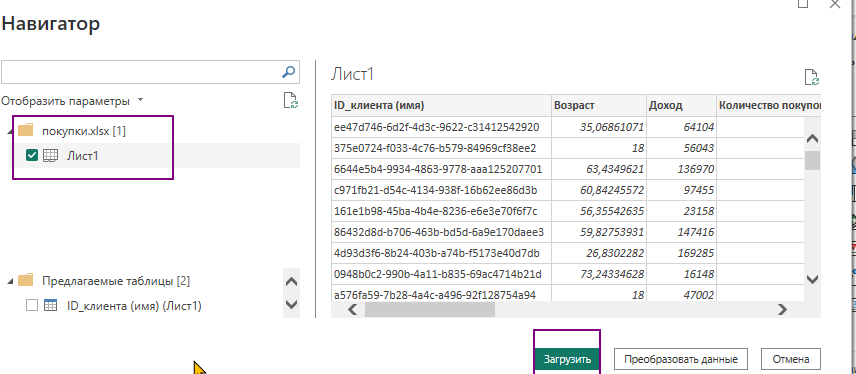 Навигатор
Отобразить параметры
покупки.xlsx [1]
Лист1
Предлагаемые таблицы [2]
ID_клиента (имя) (Лист1)
Лист1
ID_клиента (имя) Возраст Доход Количество покупо
ee47d746-6d2f-4d3c-9622-c31412542920 35,06861071 64104
375e0724-f033-4c76-b579-84969cf38ee2 18 56043
6644e5b4-9934-4863-9778-aaa125207701 63,4349621 136970
c971fb21-d54c-4134-938f-16b62ee86d3b 60,84245572 97455
161e1b98-45ba-4b4e-8236-e6e3e70f6f7c 56,35542635 23158
86432d8d-b706-463b-bd5d-6a9e170daee3 59,82753931 147416
4d93d3f6-8b24-403b-a74b-f5173e40d7db 26,8302282 169285
0948b0c2-990b-4a11-b835-69ac4714b21d 73,24334628 16148
a576fa59-7b28-4a4c-a496-92f128754a94 18 47002
Загрузить Преобразовать данные Отмена